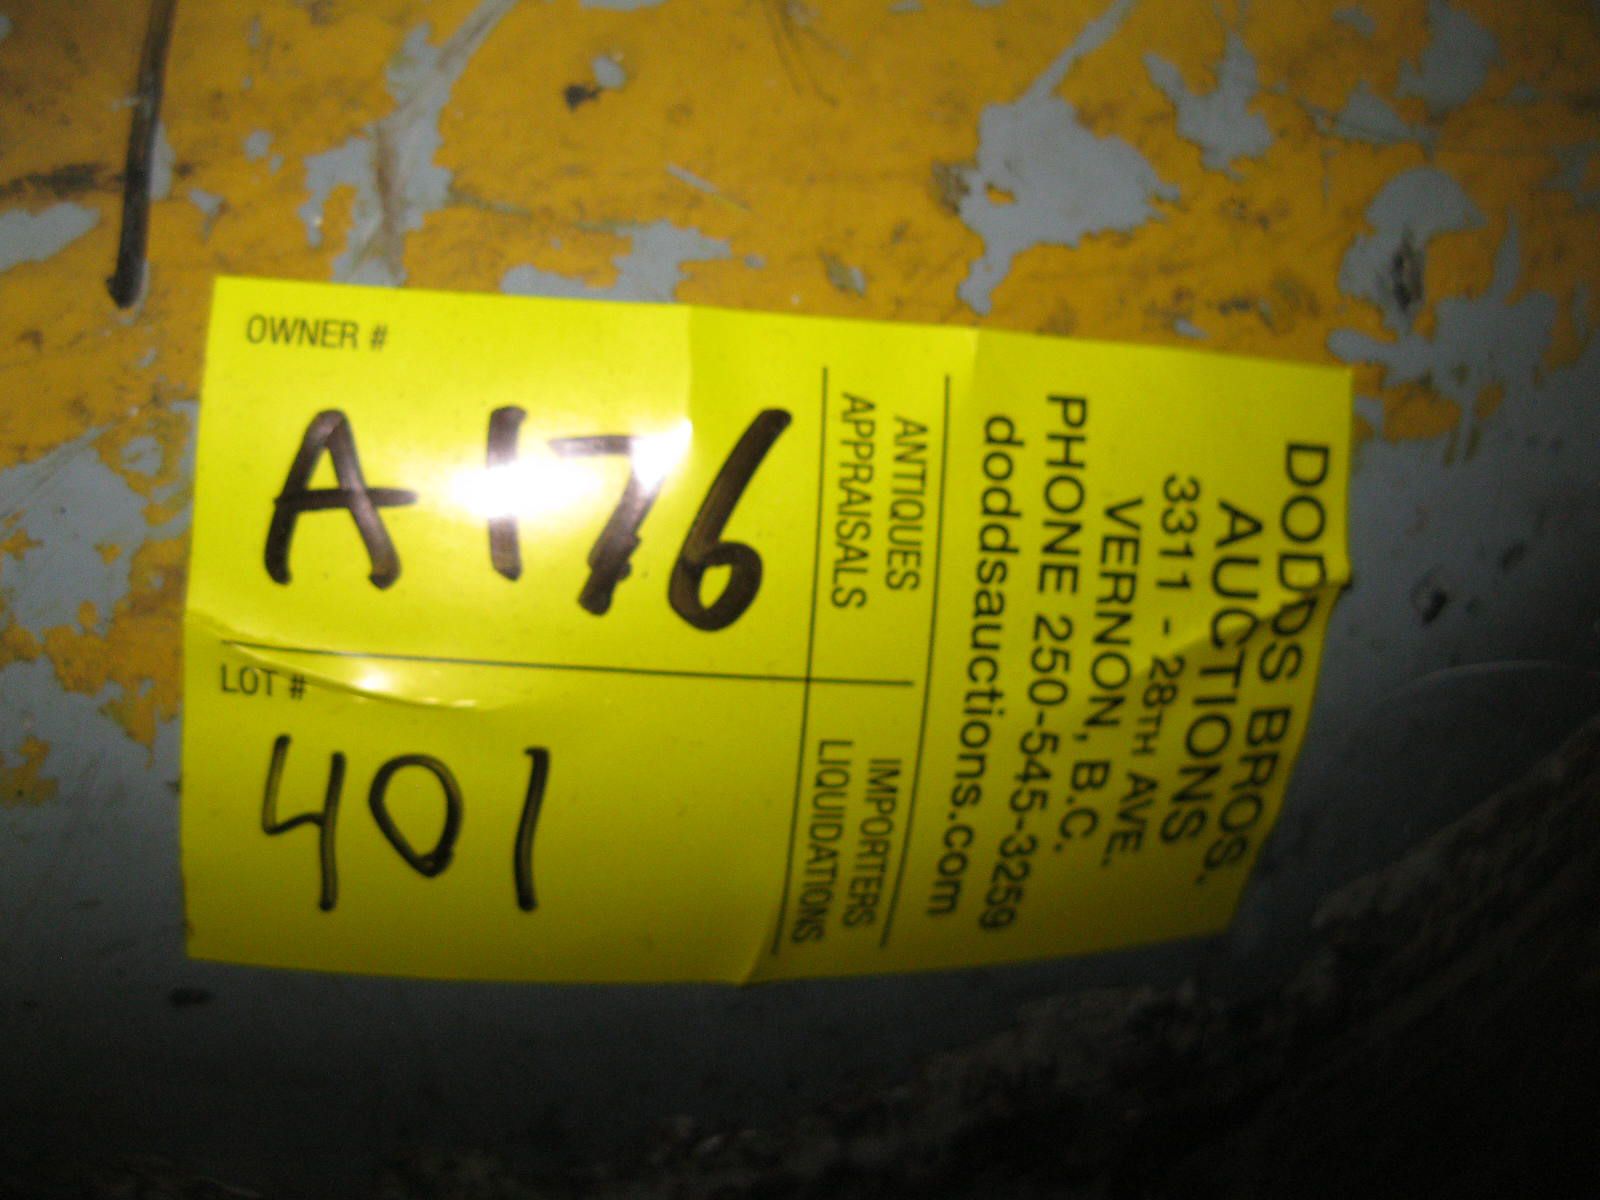 DODDS BROS.
AUCTIONS
3311 - 28TH AVE.
VERNON, B.C.
PHONE 250-545-3259
doddsauctions.com
ANTIQUES
APPRAISALS
IMPORTERS
LIQUIDATIONS
OWNER #
A176
LOT #
401